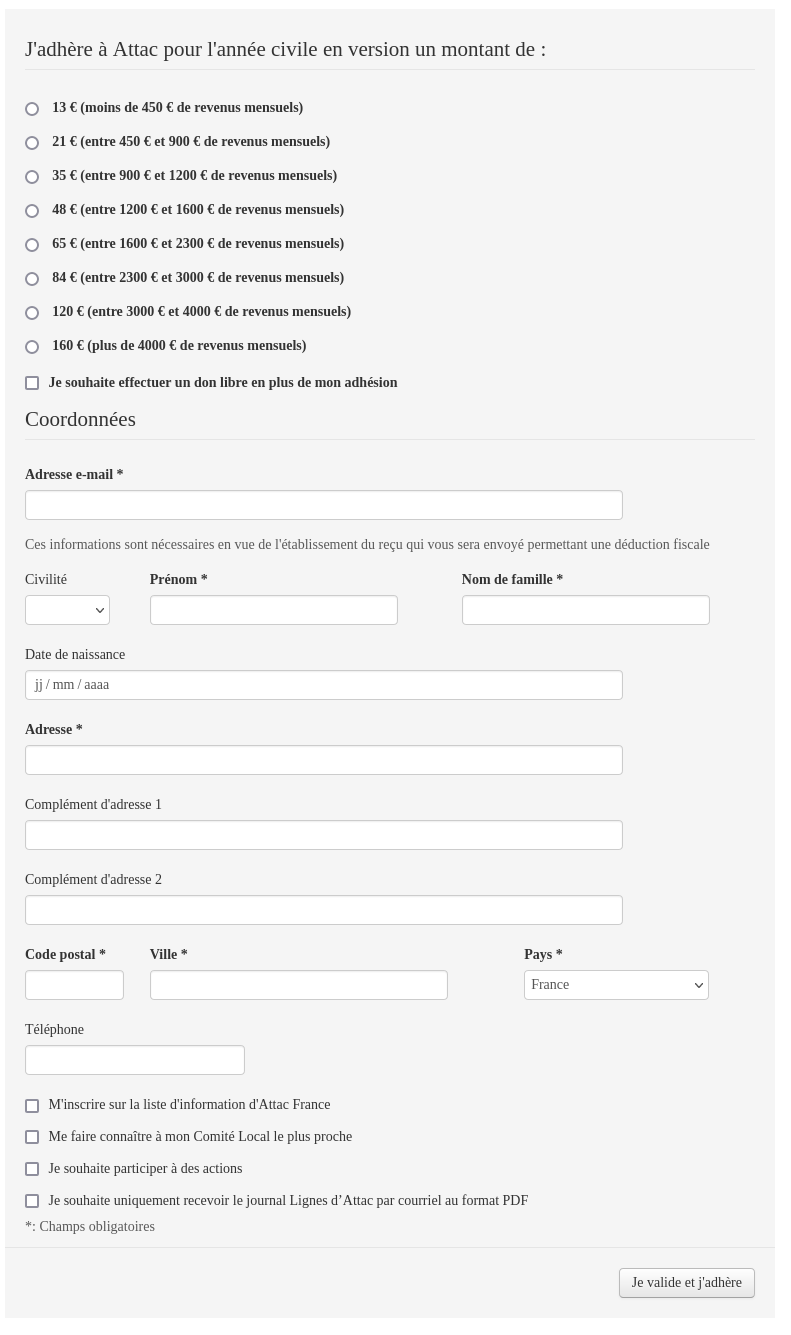 J'adhère à Attac pour l'année civile en version un montant de :
13 € (moins de 450 € de revenus mensuels)
21 € (entre 450 € et 900 € de revenus mensuels)
35 € (entre 900 € et 1200 € de revenus mensuels)
48 € (entre 1200 € et 1600 € de revenus mensuels)
65 € (entre 1600 € et 2300 € de revenus mensuels)
84 € (entre 2300 € et 3000 € de revenus mensuels)
120 € (entre 3000 € et 4000 € de revenus mensuels)
160 € (plus de 4000 € de revenus mensuels)
Je souhaite effectuer un don libre en plus de mon adhésion
Coordonnées
Adresse e-mail *
Ces informations sont nécessaires en vue de l'établissement du reçu qui vous sera envoyé permettant une déduction fiscale
Civilité Prénom * Nom de famille *
Date de naissance
jj / mm / aaaa
Adresse *
Complément d'adresse 1
Complément d'adresse 2
Code postal * Ville * Pays *
France
Téléphone
M'inscrire sur la liste d'information d'Attac France
Me faire connaître à mon Comité Local le plus proche
Je souhaite participer à des actions
Je souhaite uniquement recevoir le journal Lignes d’Attac par courriel au format PDF
*: Champs obligatoires
Je valide et j'adhère